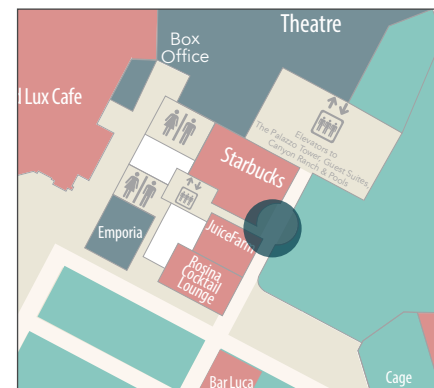 Theatre
Box
Office
d Lux Cafe
Elevators to
The Palazzo Tower, Guest Suites,
Canyon Ranch & Pools
Starbucks
Emporia
JuiceFarm
Rosina
Cocktail
Lounge
Bar Luca
Cage